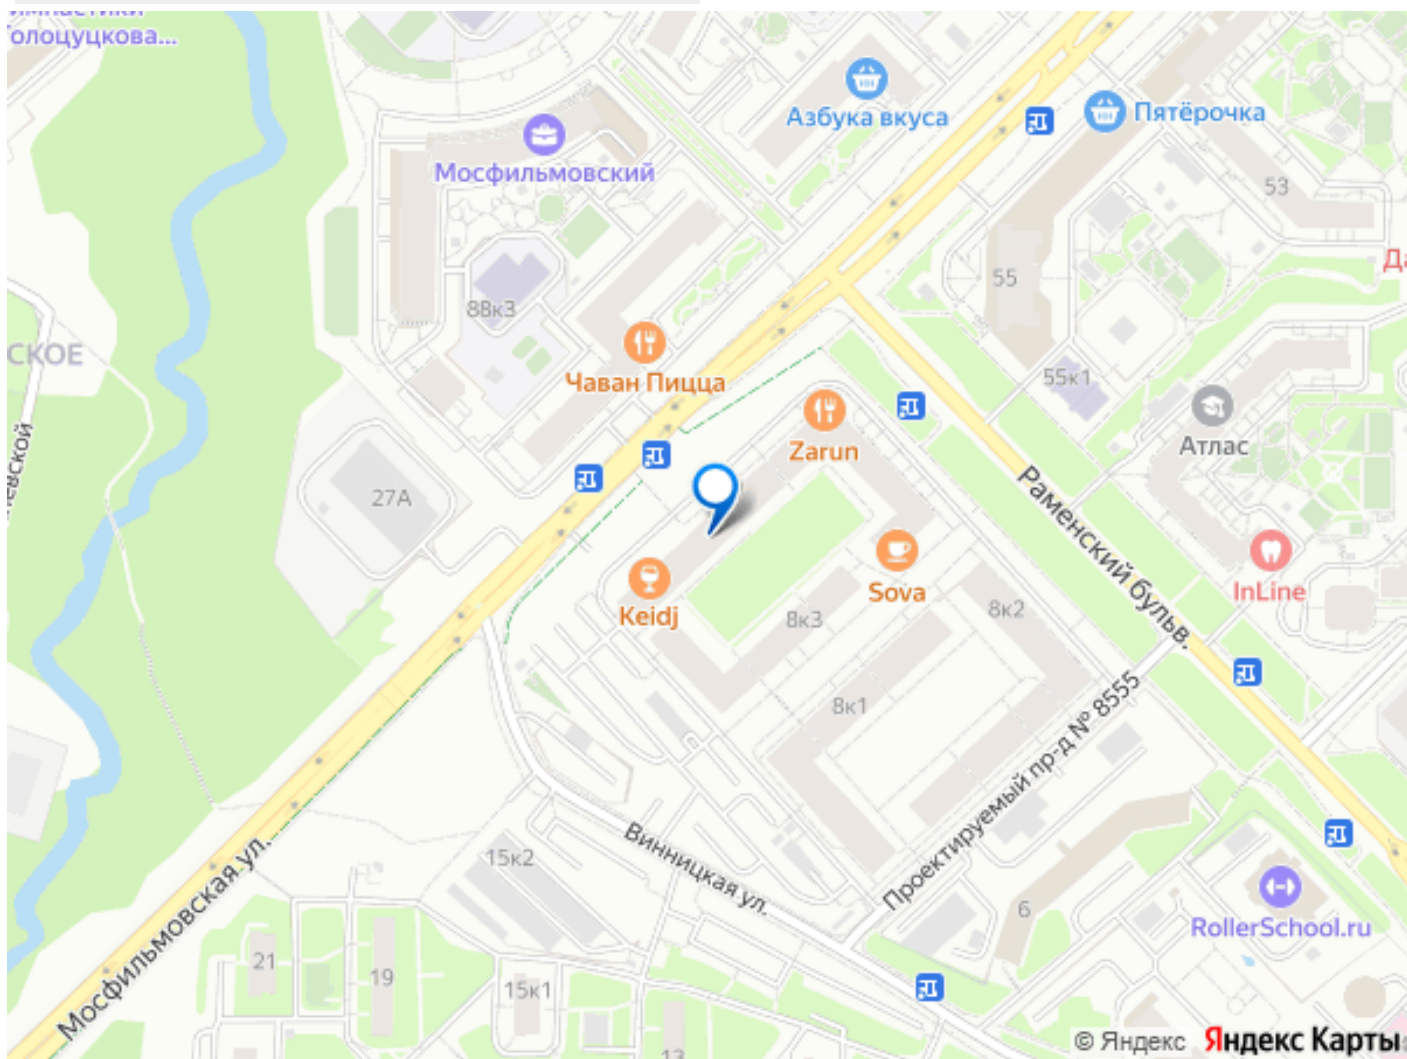 олоцуцкова...
Азбука вкуса
Пятёрочка
Мосфильмовский
53
55
88к3
СКОЕ
Чаван Пицца
55к1
Zarun
Атлас
27А
Раменский бульв.
InLine
Sova
Keidj
8к3
8к2
8к1
Проектируемый пр-д № 8555
Винницкая ул.
15к2
Мосфильмовская ул.
6
RollerSchool.ru
21
19
15к1
13
© Яндекс Яндекс Карты